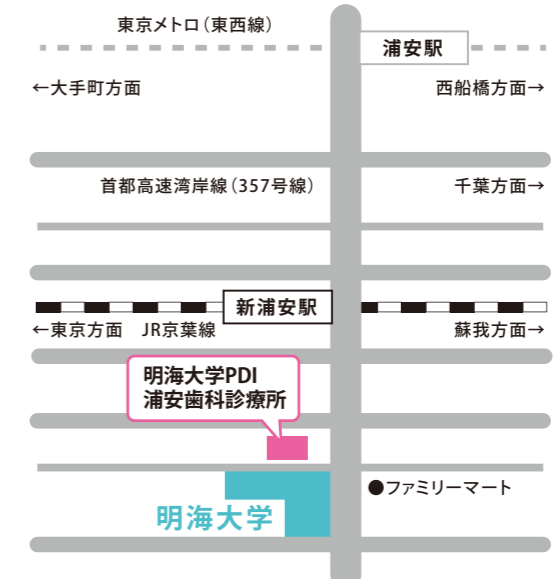 東京メトロ（東西線）
浦安駅
←大手町方面
西船橋方面→
首都高速湾岸線（357号線）
千葉方面→
新浦安駅
←東京方面　JR京葉線
蘇我方面→
明海大学PDI
浦安歯科診療所
●ファミリーマート
明海大学